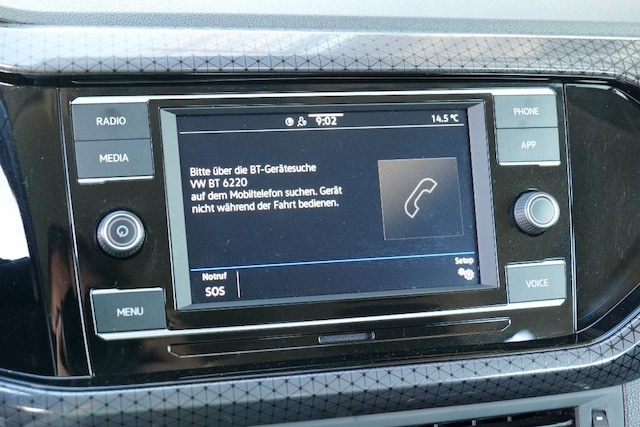 RADIO
MEDIA
MENU
9:02
14.5 °C
Bitte über die BT-Gerätesuche
VW BT 6220
auf dem Mobiltelefon suchen. Gerät
nicht während der Fahrt bedienen.
Notruf
SOS
Setup
PHONE
APP
VOICE